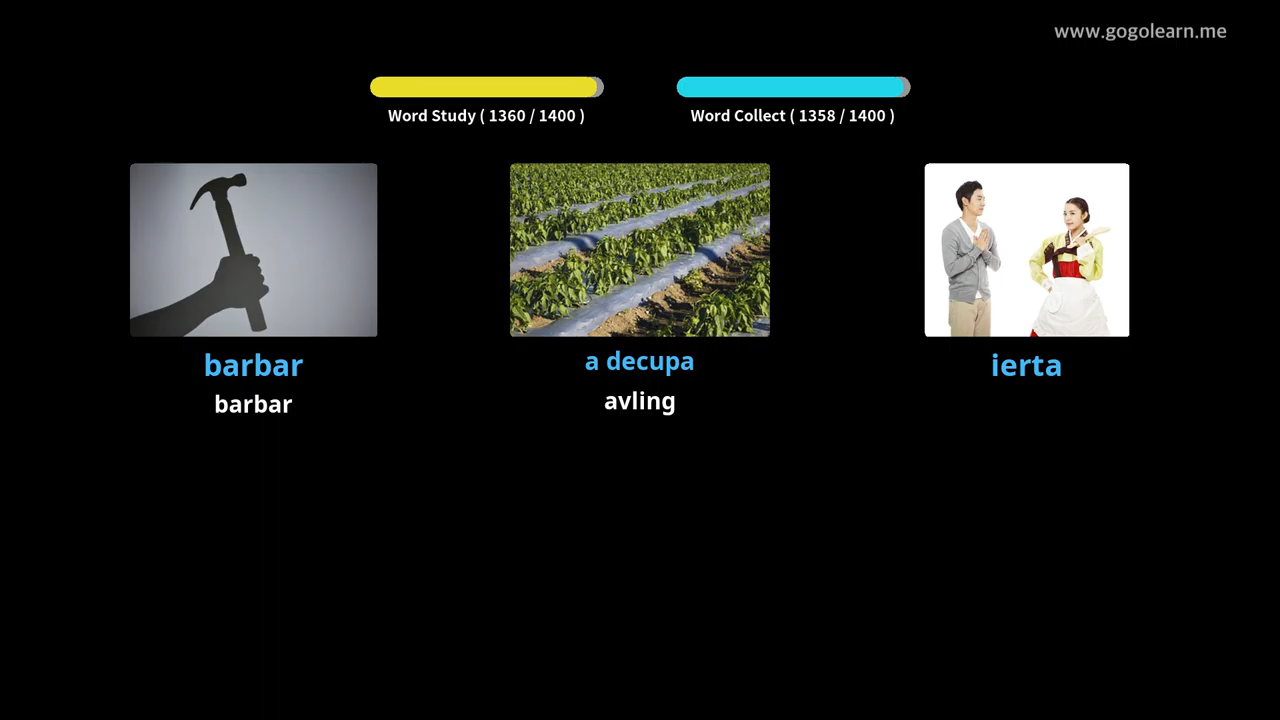 www.gogolearn.me
Word Study ( 1360 / 1400 )
Word Collect ( 1358 / 1400 )
barbar
barbar
a decupa
avling
ierta